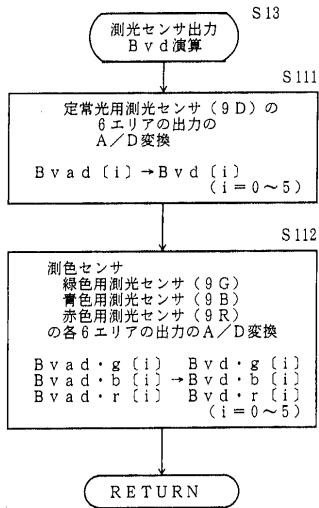 S13
測光センサ出力
Bvd演算
S111
定常光用測光センサ(9D)の
6エリアの出力の
A/D変換
Bvad〔i〕→Bvd〔i〕
(i=0~5)
S112
測色センサ
緑色用測光センサ(9G)
青色用測光センサ(9B)
赤色用測光センサ(9R)
の各6エリアの出力のA/D変換
Bvad・g〔i〕 Bvd・g〔i〕
Bvad・b〔i〕→Bvd・b〔i〕
Bvad・r〔i〕 Bvd・r〔i〕
(i=0~5)
RETURN